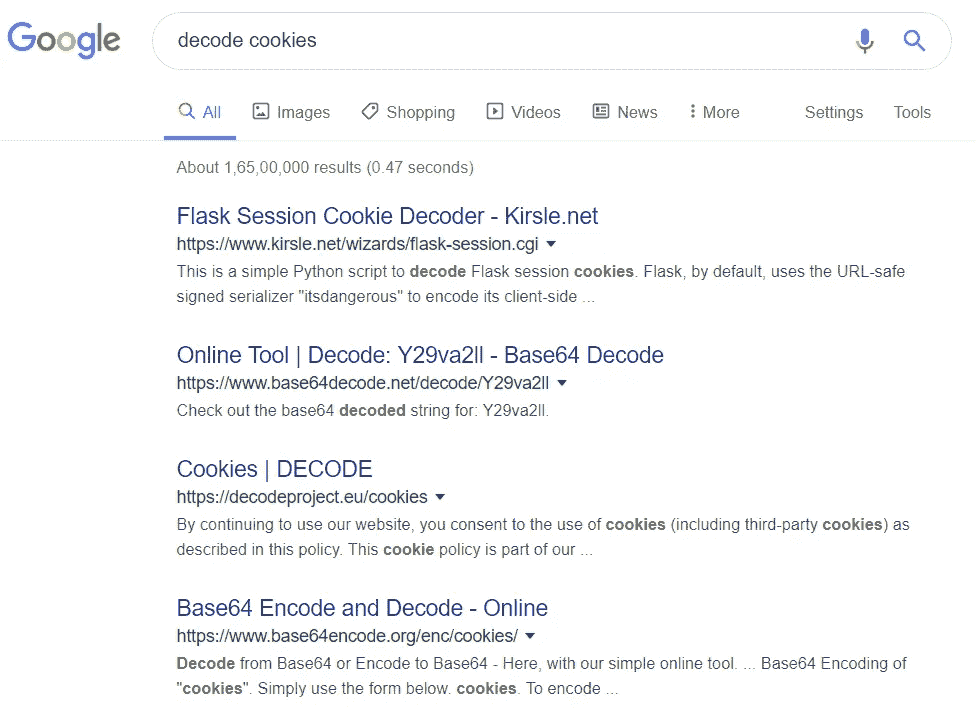 Google
decode cookies
All Images Shopping Videos News More Settings Tools
About 1,65,00,000 results (0.47 seconds)
Flask Session Cookie Decoder - Kirsle.net
https://www.kirsle.net/wizards/flask-session.cgi
This is a simple Python script to decode Flask session cookies. Flask, by default, uses the URL-safe
signed serializer "itsdangerous" to encode its client-side ...
Online Tool | Decode: Y29va2ll - Base64 Decode
https://www.base64decode.net/decode/Y29va2ll
Check out the base64 decoded string for: Y29va2ll.
Cookies | DECODE
https://decodeproject.eu/cookies
By continuing to use our website, you consent to the use of cookies (including third-party cookies) as
described in this policy. This cookie policy is part of our ...
Base64 Encode and Decode - Online
https://www.base64encode.org/enc/cookies/
Decode from Base64 or Encode to Base64 - Here, with our simple online tool. ... Base64 Encoding of
"cookies". Simply use the form below. cookies. To encode ...